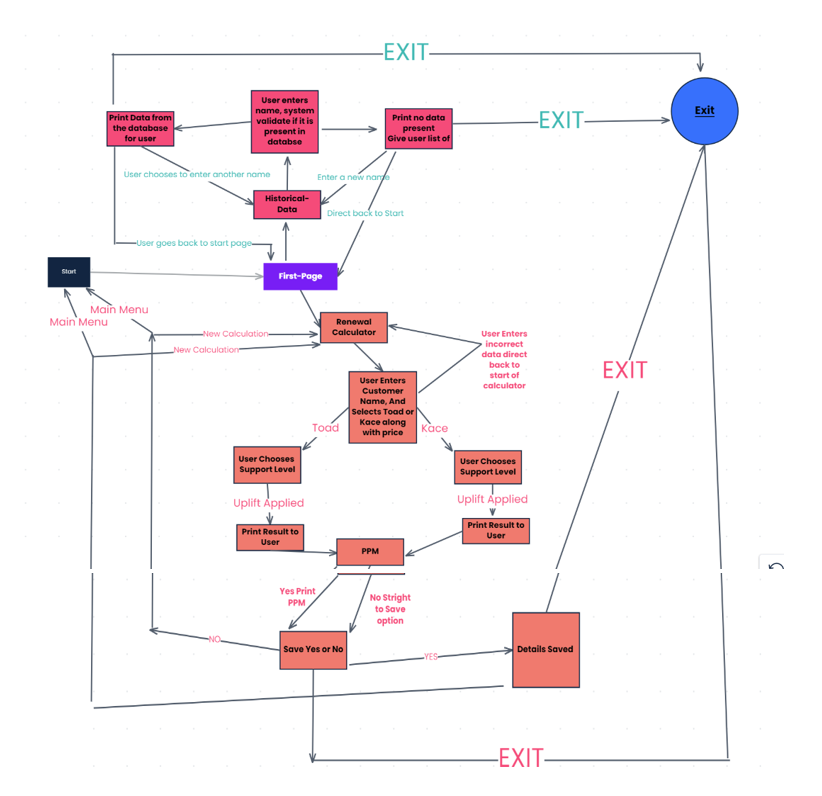 EXIT
Print Data from
the database
for user
User enters
name, system
validate if it is
present in
databse
Print no data
present
Give user list of
EXIT
Exit
User chooses to enter another name
Enter a new name
Historical-
Data
Direct back to Start
User goes back to start page
Start
First-Page
Main Menu
Main Menu
New Calculation
New Calculation
Renewal
Calculator
User Enters
incorrect
data direct
back to
start of
calculator
EXIT
User Enters
Customer
Name, And
Selects Toad or
Kace along
with price
Toad
Kace
User Chooses
Support Level
User Chooses
Support Level
Uplift Applied
Uplift Applied
Print Result to
User
Print Result to
User
PPM
Yes Print
PPM
No Stright
to Save
option
NO
Save Yes or No
YES
Details Saved
EXIT